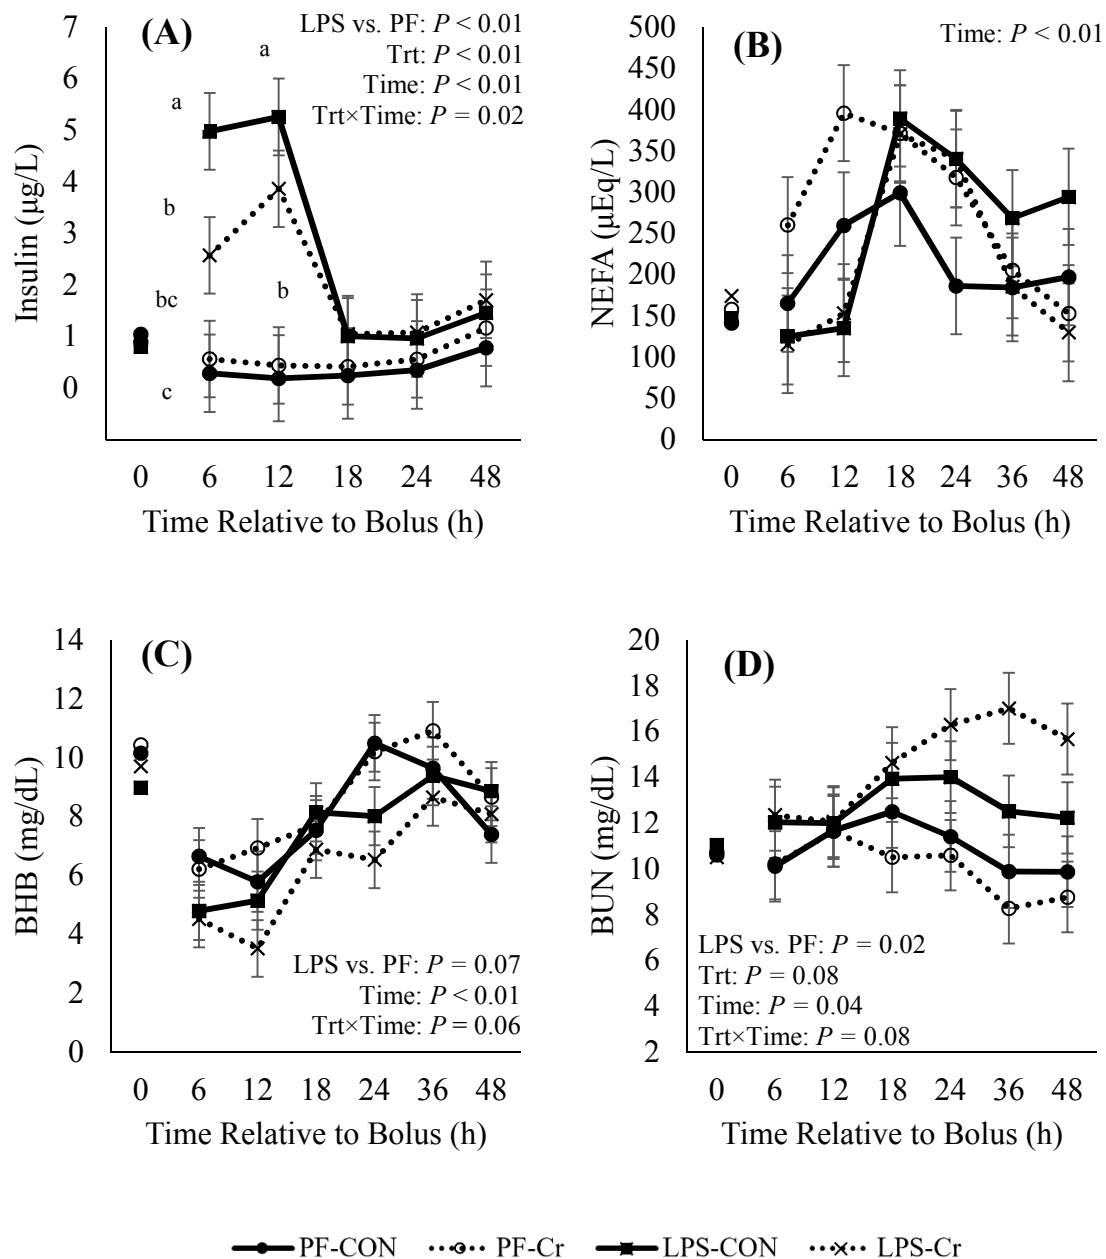 (A)
LPS vs. PF: P < 0.01
Trt: P < 0.01
Time: P < 0.01
Trt×Time: P = 0.02
7
6
5
4
3
2
1
0
Insulin (µg/L)
a
a
b
bc
b
c
0 6 12 18 24 48
Time Relative to Bolus (h)
(B)
Time: P < 0.01
500
450
400
350
300
250
200
150
100
50
0
NEFA (µEq/L)
0 6 12 18 24 36 48
Time Relative to Bolus (h)
(C)
14
12
10
8
6
4
2
0
BHB (mg/dL)
LPS vs. PF: P = 0.07
Time: P < 0.01
Trt×Time: P = 0.06
0 6 12 18 24 36 48
Time Relative to Bolus (h)
(D)
20
18
16
14
12
10
8
6
4
2
BUN (mg/dL)
LPS vs. PF: P = 0.02
Trt: P = 0.08
Time: P = 0.04
Trt×Time: P = 0.08
0 6 12 18 24 36 48
Time Relative to Bolus (h)
PF-CON PF-Cr LPS-CON LPS-Cr